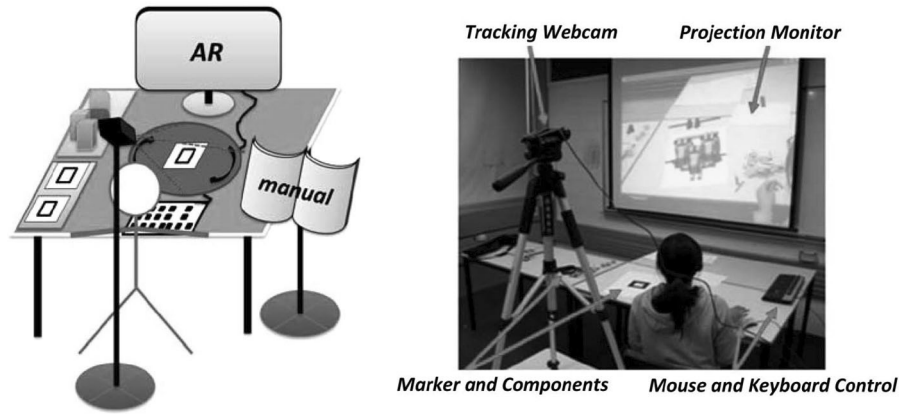 AR
manual
Tracking Webcam
Projection Monitor
Marker and Components
Mouse and Keyboard Control